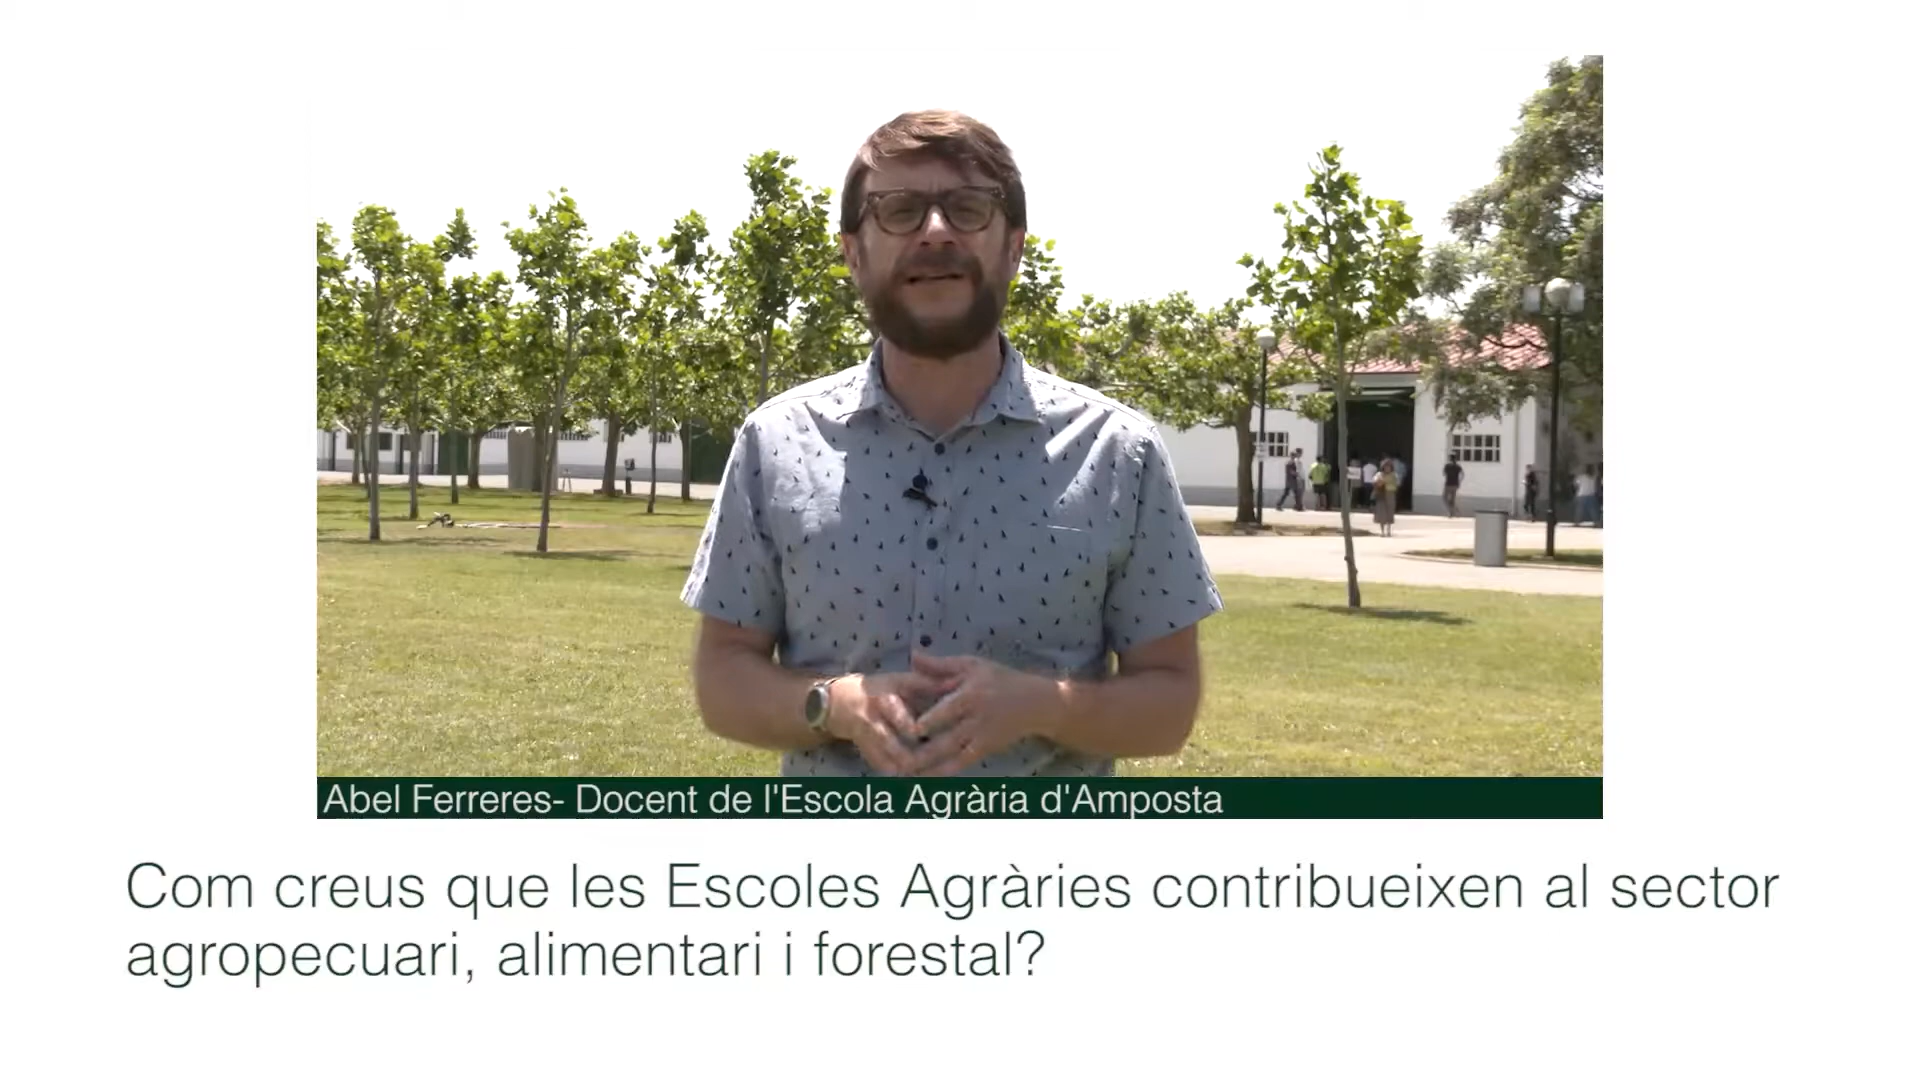 Abel Ferreres- Docent de l'Escola Agrària d'Amposta
Com creus que les Escoles Agràries contribueixen al sector
agropecuari, alimentari i forestal?